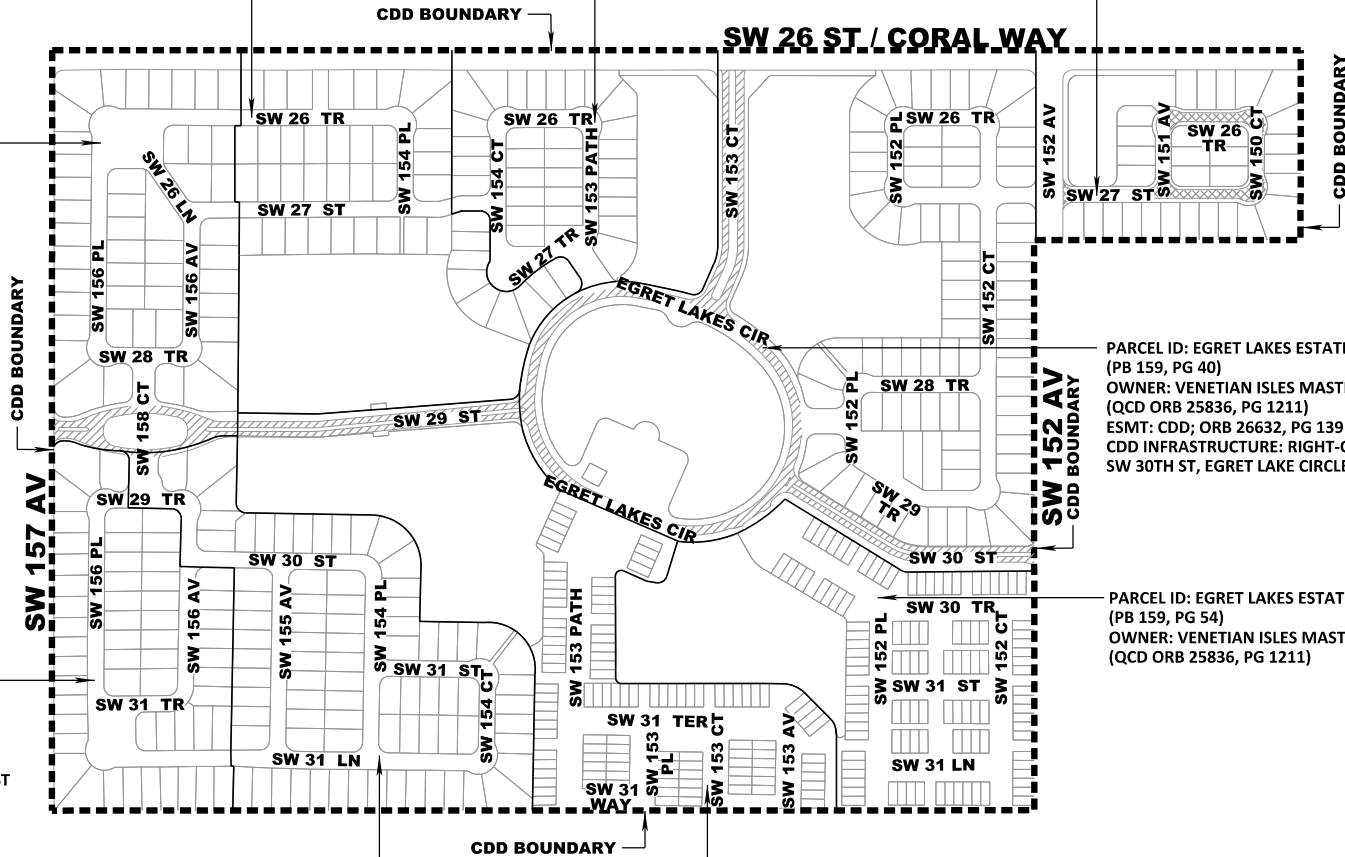 CDD BOUNDARY
SW 26 ST / CORAL WAY
CDD BOUNDARY
SW 26 TR
SW 26 TR
SW 26 TR
SW 26
TR
SW 154 PL
SW 154 CT
SW 153 PATH
SW 153 CT
SW 152 PL
SW 152 AV
SW 151 AV
SW 150 CT
SW 26 LN
SW 27 ST
SW 27 ST
SW 27 TR
SW 156 PL
SW 156 AV
SW 152 CT
CDD BOUNDARY
EGRET LAKES CIR
SW 28 TR
SW 28 TR
SW 152 PL
SW 158 CT
SW 29 ST
PARCEL ID: EGRET LAKES ESTAT
(PB 159, PG 40)
OWNER: VENETIAN ISLES MAST
(QCD ORB 25836, PG 1211)
ESMT: CDD; ORB 26632, PG 139
CDD INFRASTRUCTURE: RIGHT-O
SW 30TH ST, EGRET LAKE CIRCLE
SW 152 AV
CDD BOUNDARY
SW 157 AV
SW 29 TR
EGRET LAKES CIR
SW 29
TR
SW 30 ST
SW 30 ST
SW 156 PL
SW 156 AV
SW 155 AV
SW 154 PL
SW 153 PATH
SW 30 TR
SW 152 PL
SW 152 CT
PARCEL ID: EGRET LAKES ESTAT
(PB 159, PG 54)
OWNER: VENETIAN ISLES MAST
(QCD ORB 25836, PG 1211)
SW 31 ST
SW 154 CT
SW 31 ST
SW 31 TR
SW 31 TER
SW 153
PL
SW 153 CT
SW 153 AV
SW 31 LN
SW 31 LN
ST
SW 31
WAY
CDD BOUNDARY